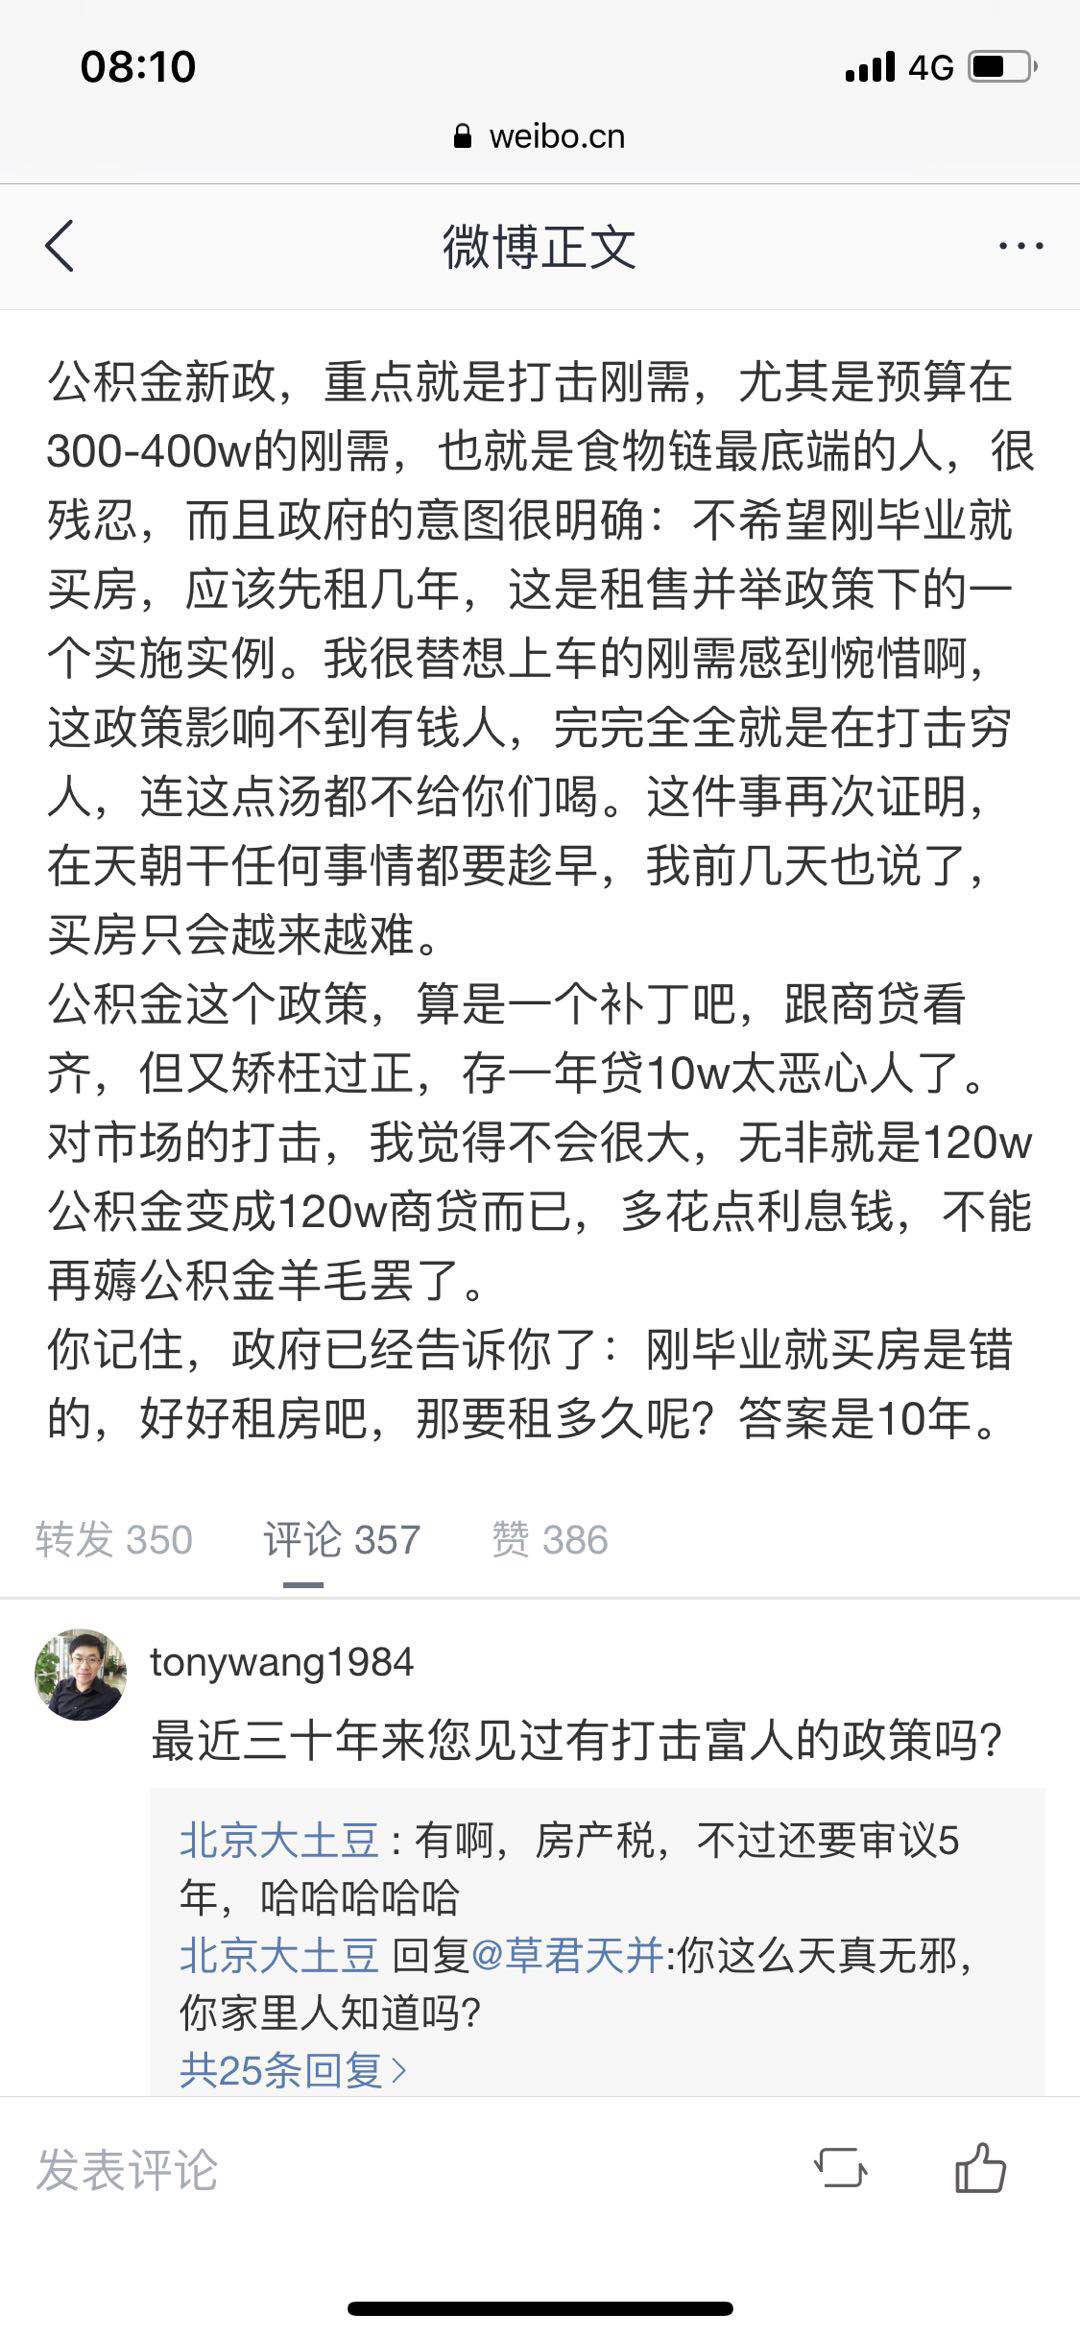 08:10
4G
weibo.cn
微博正文
公积金新政，重点就是打击刚需，尤其是预算在
300-400w的刚需，也就是食物链最底端的人，很
残忍，而且政府的意图很明确：不希望刚毕业就
买房，应该先租几年，这是租售并举政策下的一
个实施实例。我很替想上车的刚需感到惋惜啊，
这政策影响不到有钱人，完完全全就是在打击穷
人，连这点汤都不给你们喝。这件事再次证明，
在天朝干任何事情都要趁早，我前几天也说了，
买房只会越来越难。
公积金这个政策，算是一个补丁吧，跟商贷看
齐，但又矫枉过正，存一年贷10w太恶心人了。
对市场的打击，我觉得不会很大，无非就是120w
公积金变成120w商贷而已，多花点利息钱，不能
再薅公积金羊毛罢了。
你记住，政府已经告诉你了：刚毕业就买房是错
的，好好租房吧，那要租多久呢？答案是10年。
转发 350 评论 357 赞 386
tonywang1984
最近三十年来您见过有打击富人的政策吗？
北京大土豆 : 有啊，房产税，不过还要审议5
年，哈哈哈哈哈
北京大土豆 回复@草君天并:你这么天真无邪，
你家里人知道吗？
共25条回复>
发表评论